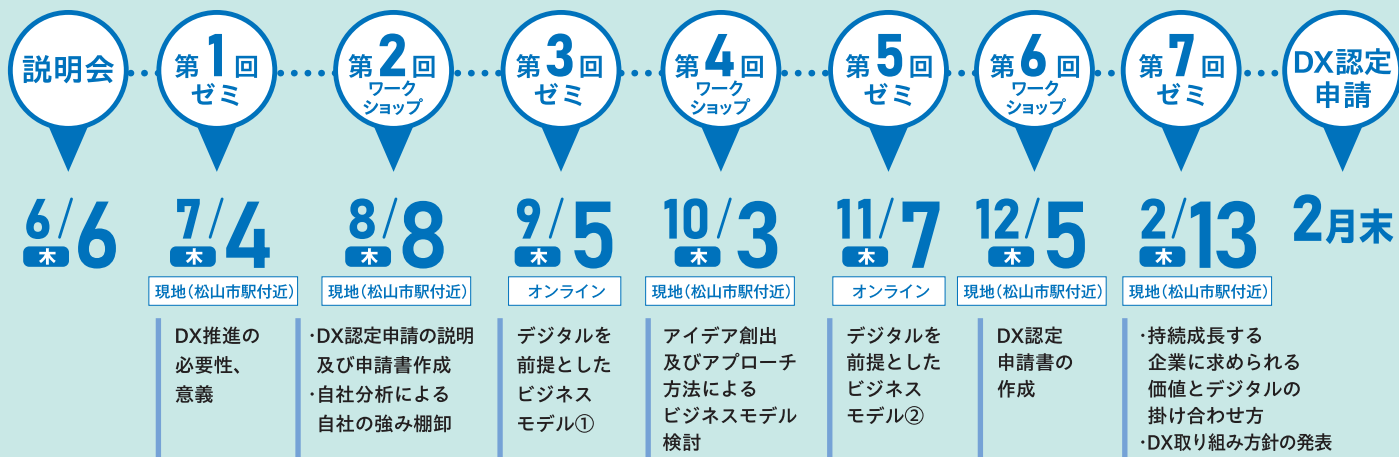 説明会
6/6
木
第1回
ゼミ
7/4
木
現地(松山市駅付近)
DX推進の
必要性、
意義
第2回
ワーク
ショップ
8/8
木
現地(松山市駅付近)
･DX認定申請の説明
及び申請書作成
･自社分析による
自社の強み棚卸
第3回
ゼミ
9/5
木
オンライン
デジタルを
前提とした
ビジネス
モデル①
第4回
ワーク
ショップ
10/3
木
現地(松山市駅付近)
アイデア創出
及びアプローチ
方法による
ビジネスモデル
検討
第5回
ゼミ
11/7
木
オンライン
デジタルを
前提とした
ビジネス
モデル②
第6回
ワーク
ショップ
12/5
木
現地(松山市駅付近)
DX認定
申請書の
作成
第7回
ゼミ
2/13
木
現地(松山市駅付近)
･持続成長する
企業に求められる
価値とデジタルの
掛け合わせ方
･DX取り組み方針の発表
DX認定
申請
2月末